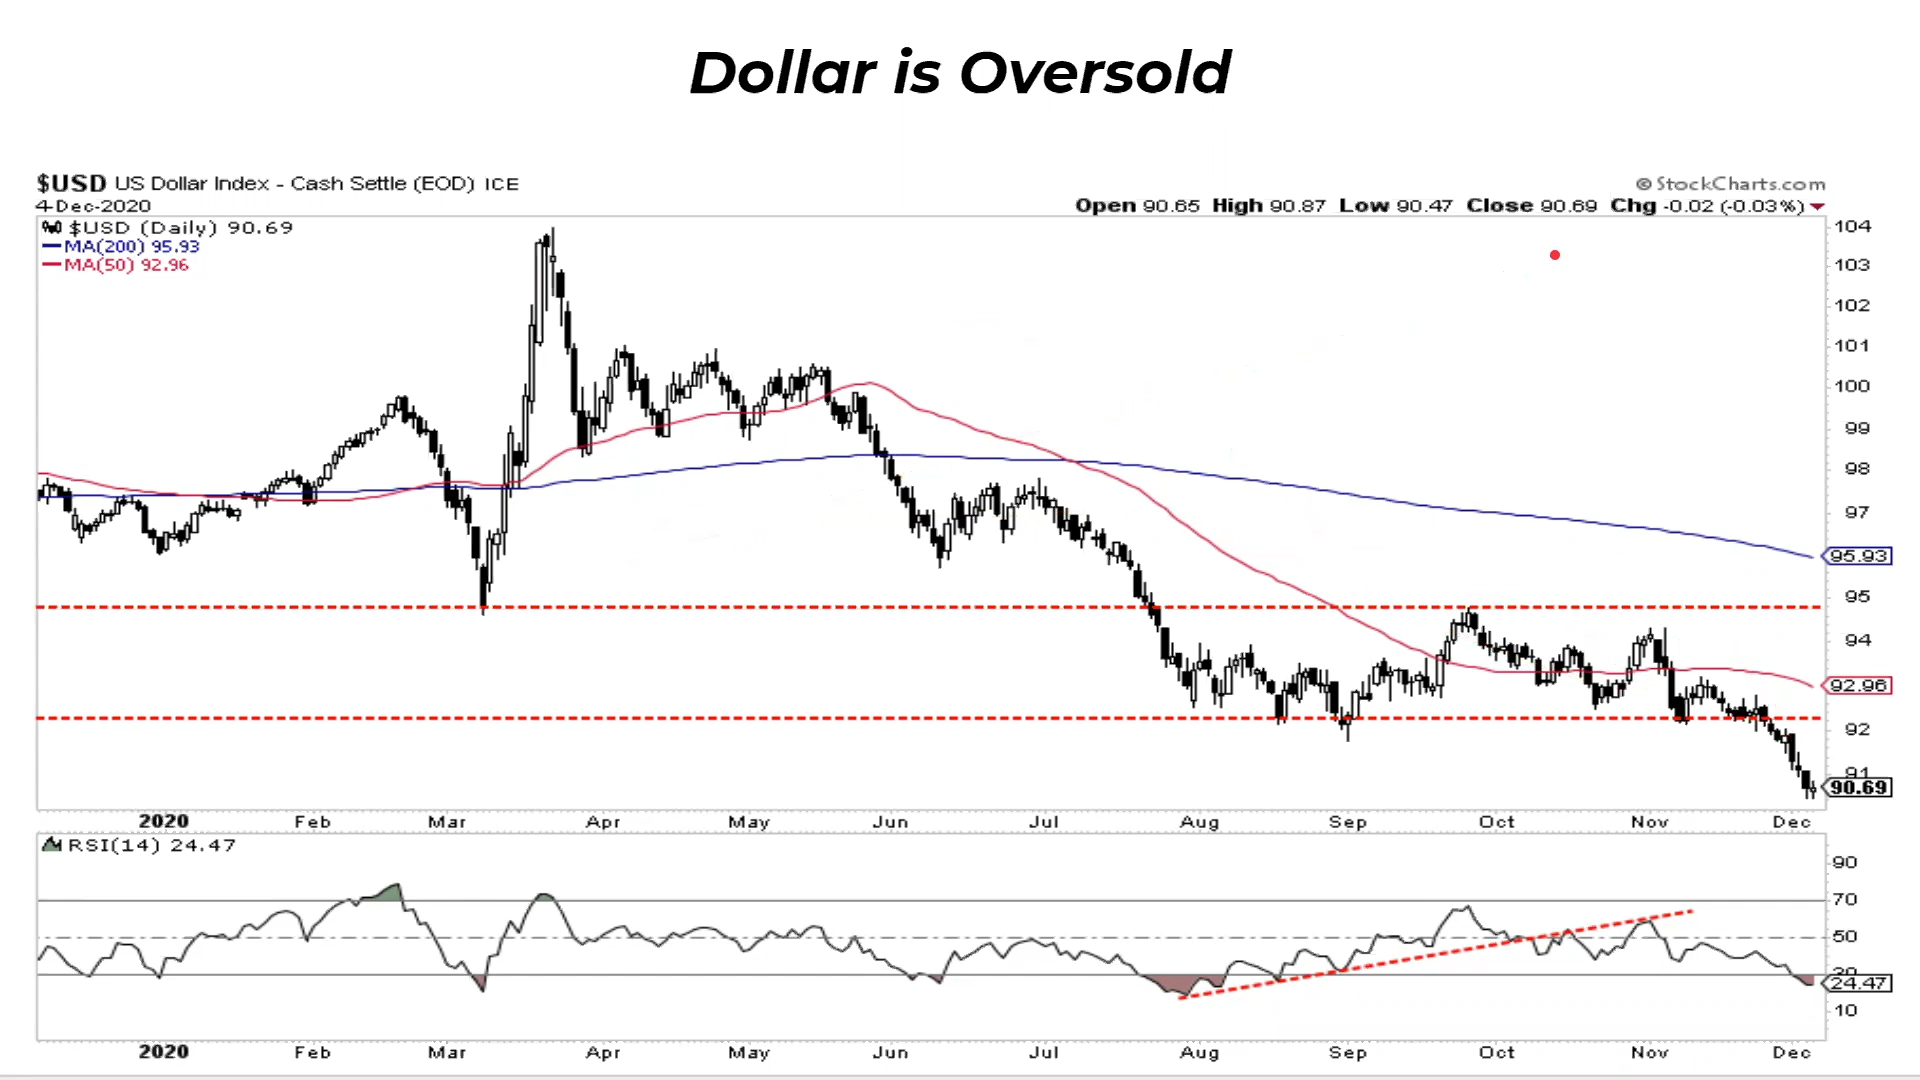 Dollar is Oversold
$USD US Dollar Index - Cash Settle (EOD) ICE
© StockCharts.com
4-Dec-2020
Open 90.65 High 90.87 Low 90.47 Close 90.69 Chg -0.02 (-0.03%)
$USD (Daily) 90.69
MA(200) 95.93
MA(50) 92.96
104
103
102
101
100
99
98
97
95.93
95
94
92.96
92
91
90.69
2020 Feb Mar Apr May Jun Jul Aug Sep Oct Nov Dec
RSI(14) 24.47
90
70
50
30
24.47
10
2020 Feb Mar Apr May Jun Jul Aug Sep Oct Nov Dec